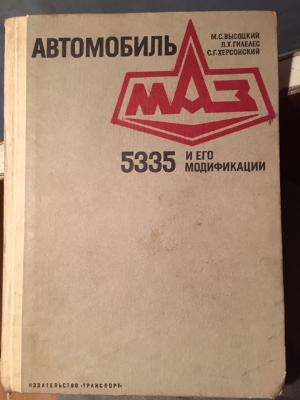 АВТОМОБИЛЬ
М.С.ВЫСОЦКИЙ
Л.Х.ГИЛЕЛЕС
С.Г.ХЕРСОНСКИЙ
МАЗ
5335 И ЕГО
МОДИФИКАЦИИ
ИЗДАТЕЛЬСТВО «ТРАНСПОРТ»